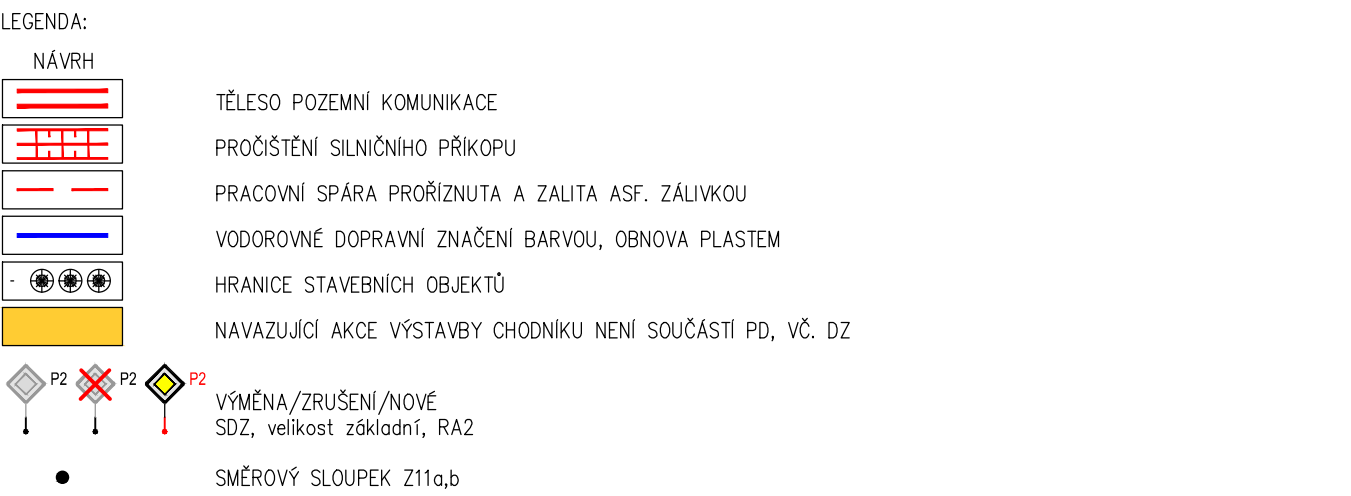 LEGENDA:
NÁVRH
TĚLESO POZEMNÍ KOMUNIKACE
PROČIŠTĚNÍ SILNIČNÍHO PŘÍKOPU
PRACOVNÍ SPÁRA PROŘÍZNUTA A ZALITA ASF. ZÁLIVKOU
VODOROVNÉ DOPRAVNÍ ZNAČENÍ BARVOU, OBNOVA PLASTEM
HRANICE STAVEBNÍCH OBJEKTŮ
NAVAZUJÍCÍ AKCE VÝSTAVBY CHODNÍKU NENÍ SOUČÁSTÍ PD, VČ. DZ
P2 P2 P2
VÝMĚNA/ZRUŠENÍ/NOVÉ
SDZ, velikost základní, RA2
SMĚROVÝ SLOUPEK Z11a,b